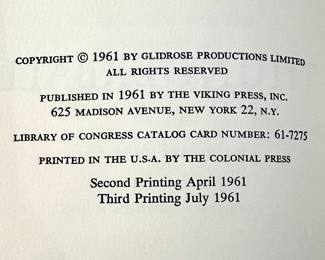 COPYRIGHT © 1961 BY GLIDROSE PRODUCTIONS LIMITED
ALL RIGHTS RESERVED
PUBLISHED IN 1961 BY THE VIKING PRESS, INC.
625 MADISON AVENUE, NEW YORK 22, N.Y.
LIBRARY OF CONGRESS CATALOG CARD NUMBER: 61-7275
PRINTED IN THE U.S.A. BY THE COLONIAL PRESS
Second Printing April 1961
Third Printing July 1961